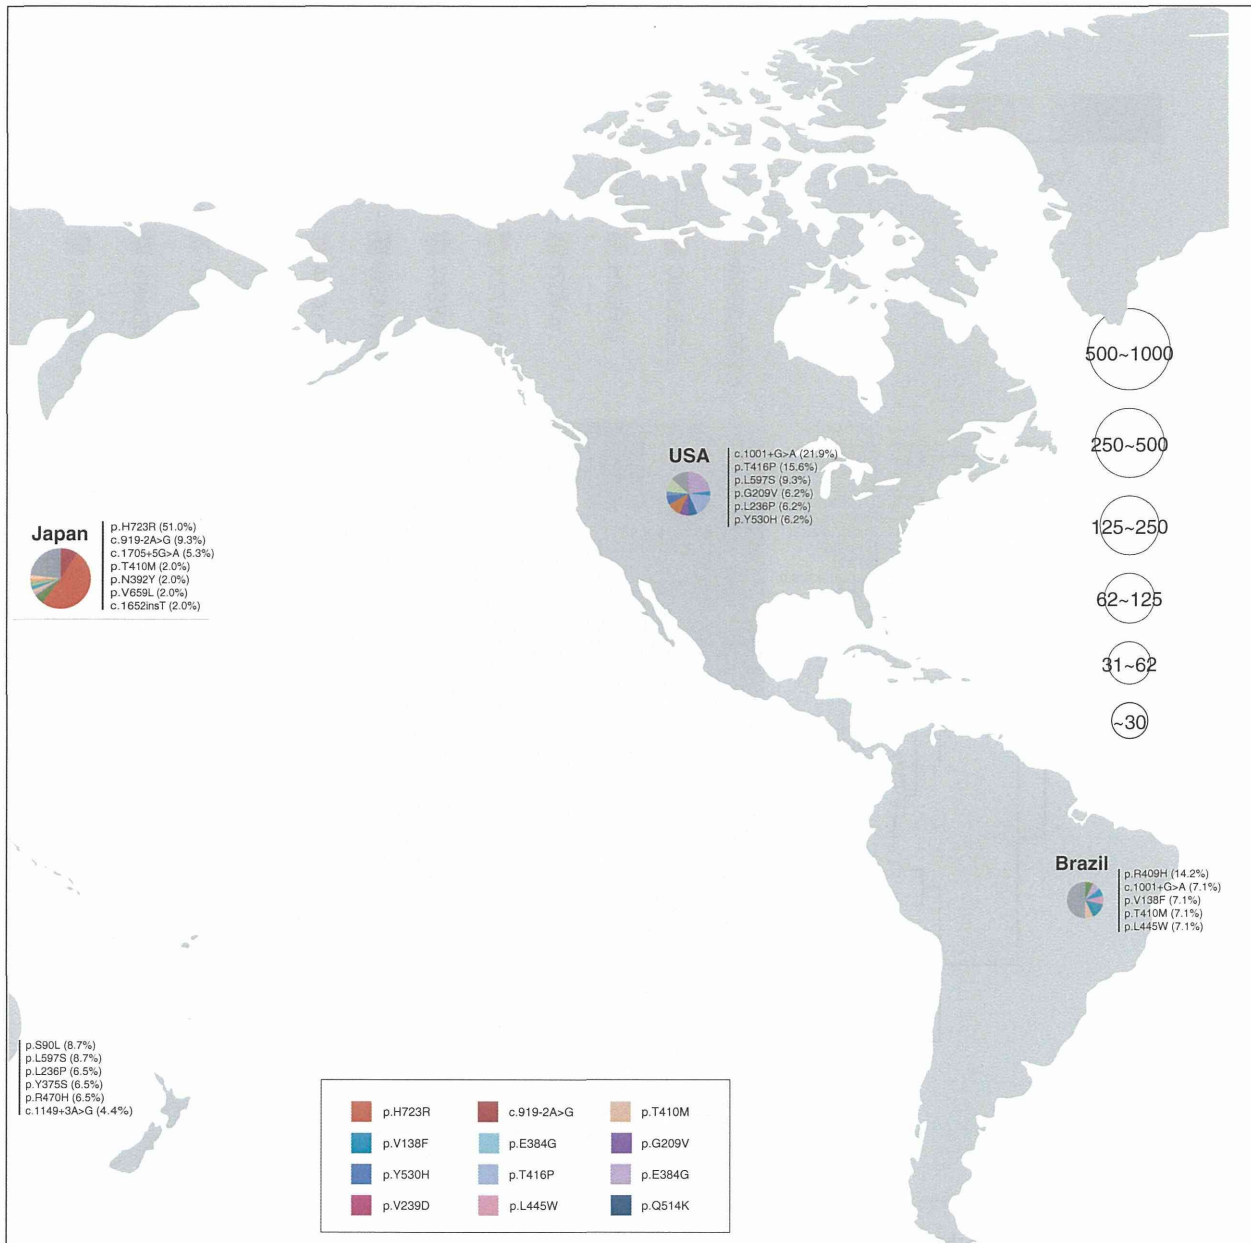 500~1000
250~500
125~250
62~125
31~62
~30
USA
c.1001+G>A (21.9%)
p.T416P (15.6%)
p.L597S (9.3%)
p.G209V (6.2%)
p.L236P (6.2%)
p.Y530H (6.2%)
Japan
p.H723R (51.0%)
c.919-2A>G (9.3%)
c.1705+5G>A (5.3%)
p.T410M (2.0%)
p.N392Y (2.0%)
p.V659L (2.0%)
c.1652insT (2.0%)
Brazil
p.R409H (14.2%)
c.1001+G>A (7.1%)
p.V138F (7.1%)
p.T410M (7.1%)
p.L445W (7.1%)
p.S90L (8.7%)
p.L597S (8.7%)
p.L236P (6.5%)
p.Y375S (6.5%)
p.R470H (6.5%)
c.1149+3A>G (4.4%)
p.H723R c.919-2A>G p.T410M
p.V138F p.E384G p.G209V
p.Y530H p.T416P p.E384G
p.V239D p.L445W p.Q514K